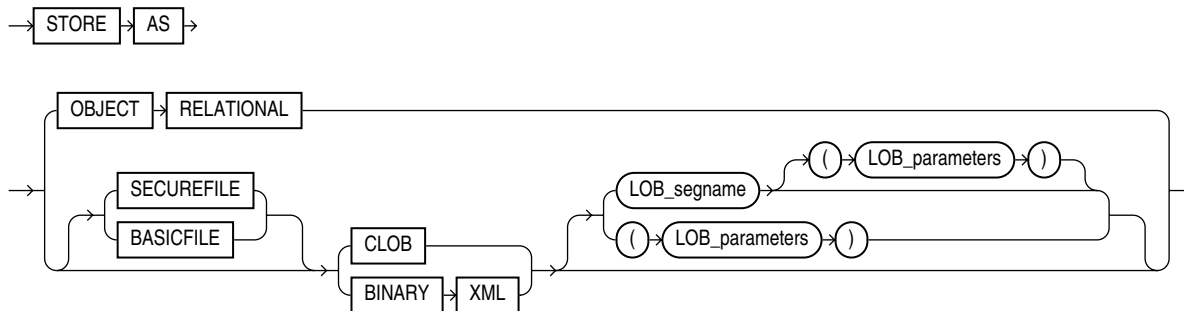 STORE AS
OBJECT RELATIONAL
( LOB_parameters )
SECUREFILE LOB_segname
BASICFILE ( LOB_parameters )
CLOB
BINARY XML